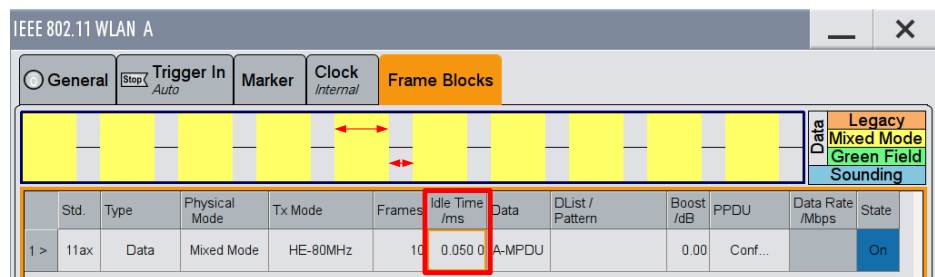 IEEE 802.11 WLAN A
General
Stop
Trigger In
Auto
Marker
Clock
Internal
Frame Blocks
Data
Legacy
Mixed Mode
Green Field
Sounding
Std.
Type
Physical
Mode
Tx Mode
Frames
Idle Time
/ms
Data
DList /
Pattern
Boost
/dB
PPDU
Data Rate
/Mbps
State
1 >
11ax
Data
Mixed Mode
HE-80MHz
10
0.050 0
A-MPDU
0.00
Conf...
On